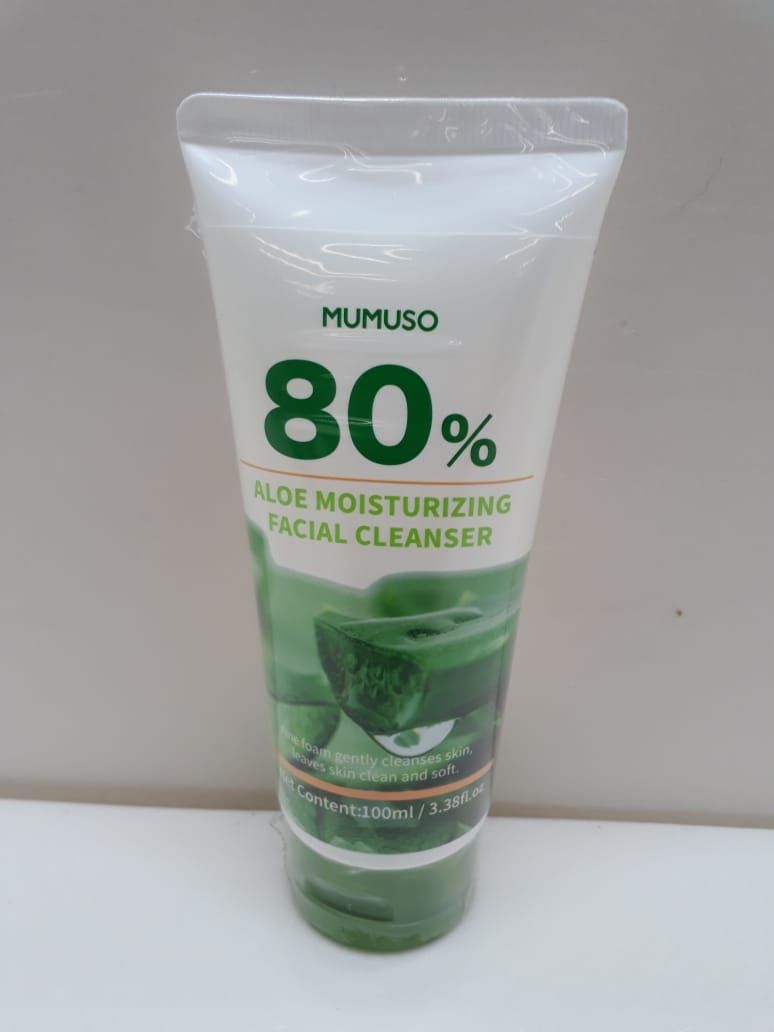 MUMUSO
80%
ALOE MOISTURIZING
FACIAL CLEANSER
foam gently cleanses skin,
leaves skin clean and soft.
Net Content:100ml / 3.38fl.oz